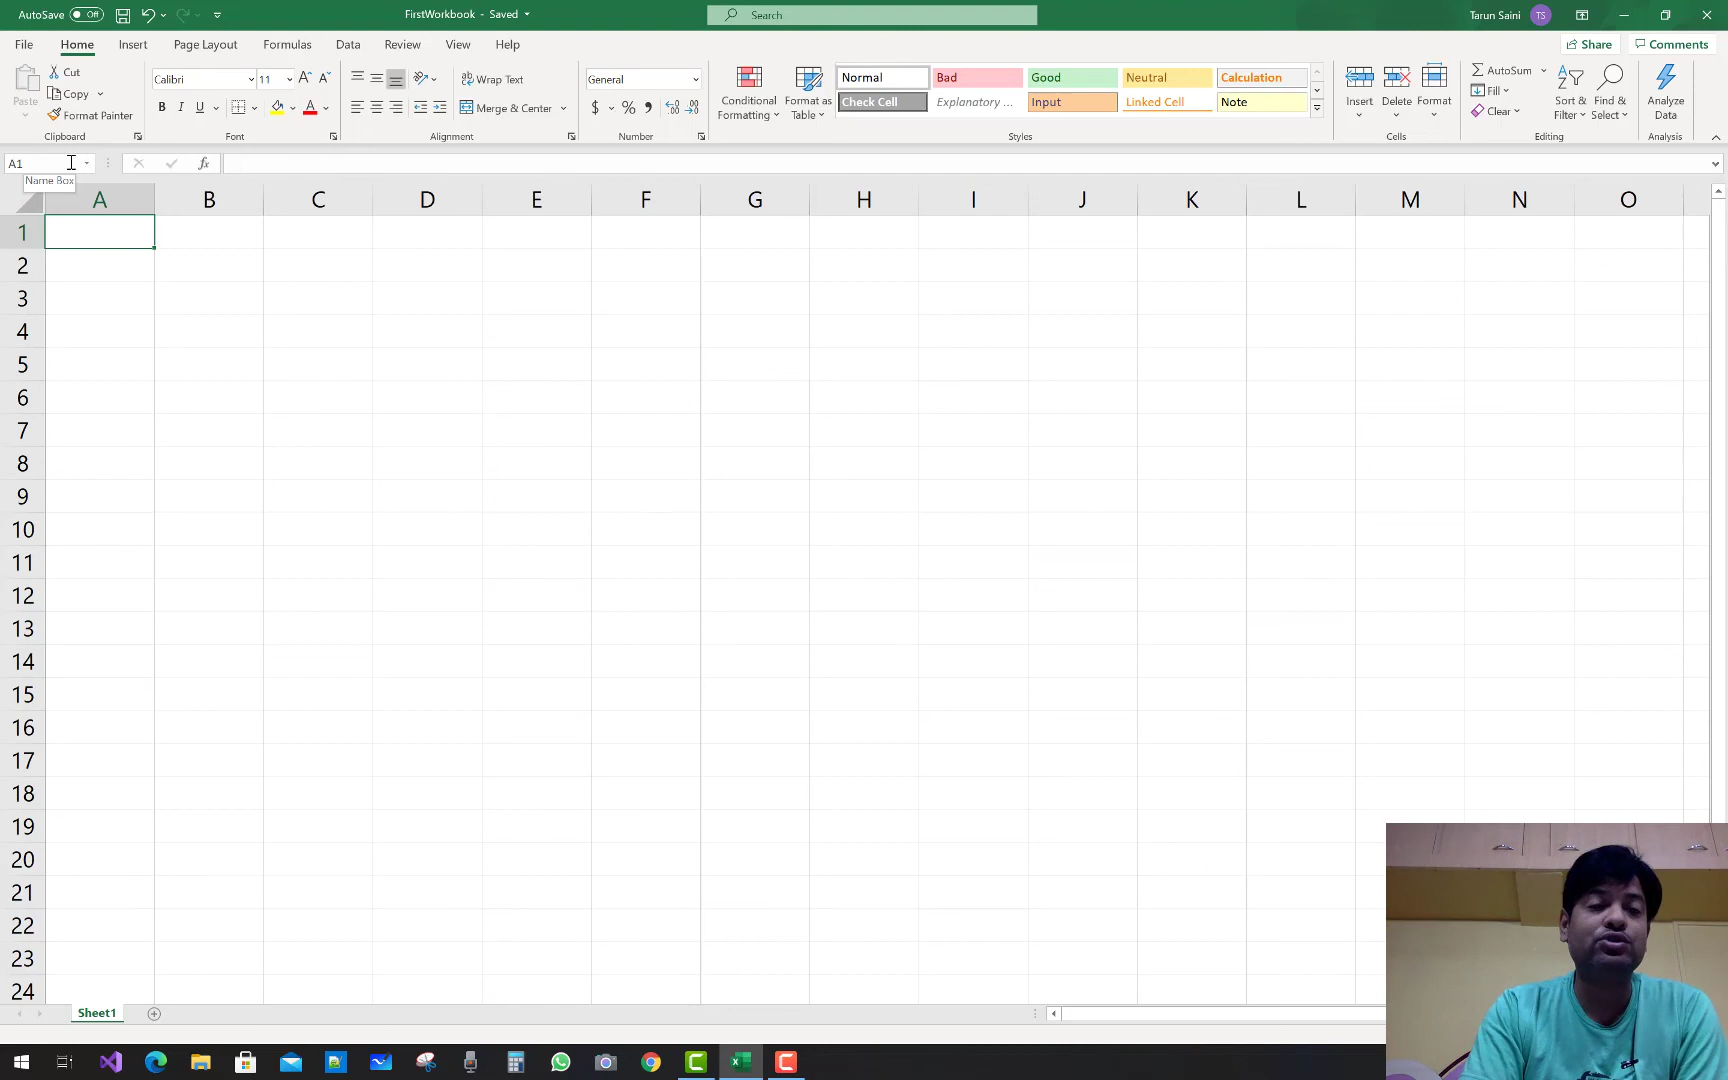 AutoSave Off FirstWorkbook - Saved Search Tarun Saini TS
File Home Insert Page Layout Formulas Data Review View Help Share Comments
Paste
Cut
Copy
Format Painter
Clipboard
Calibri 11
B I U
Font
Wrap Text
Merge & Center
Alignment
General
$ % ,
Number
Conditional Formatting
Format as Table
Normal Bad Good Neutral Calculation
Check Cell Explanatory ... Input Linked Cell Note
Styles
Insert Delete Format
Cells
AutoSum
Fill
Clear
Sort & Filter
Find & Select
Editing
Analyze Data
Analysis
A1 fx
Name Box
A B C D E F G H I J K L M N O
1
2
3
4
5
6
7
8
9
10
11
12
13
14
15
16
17
18
19
20
21
22
23
24
Sheet1